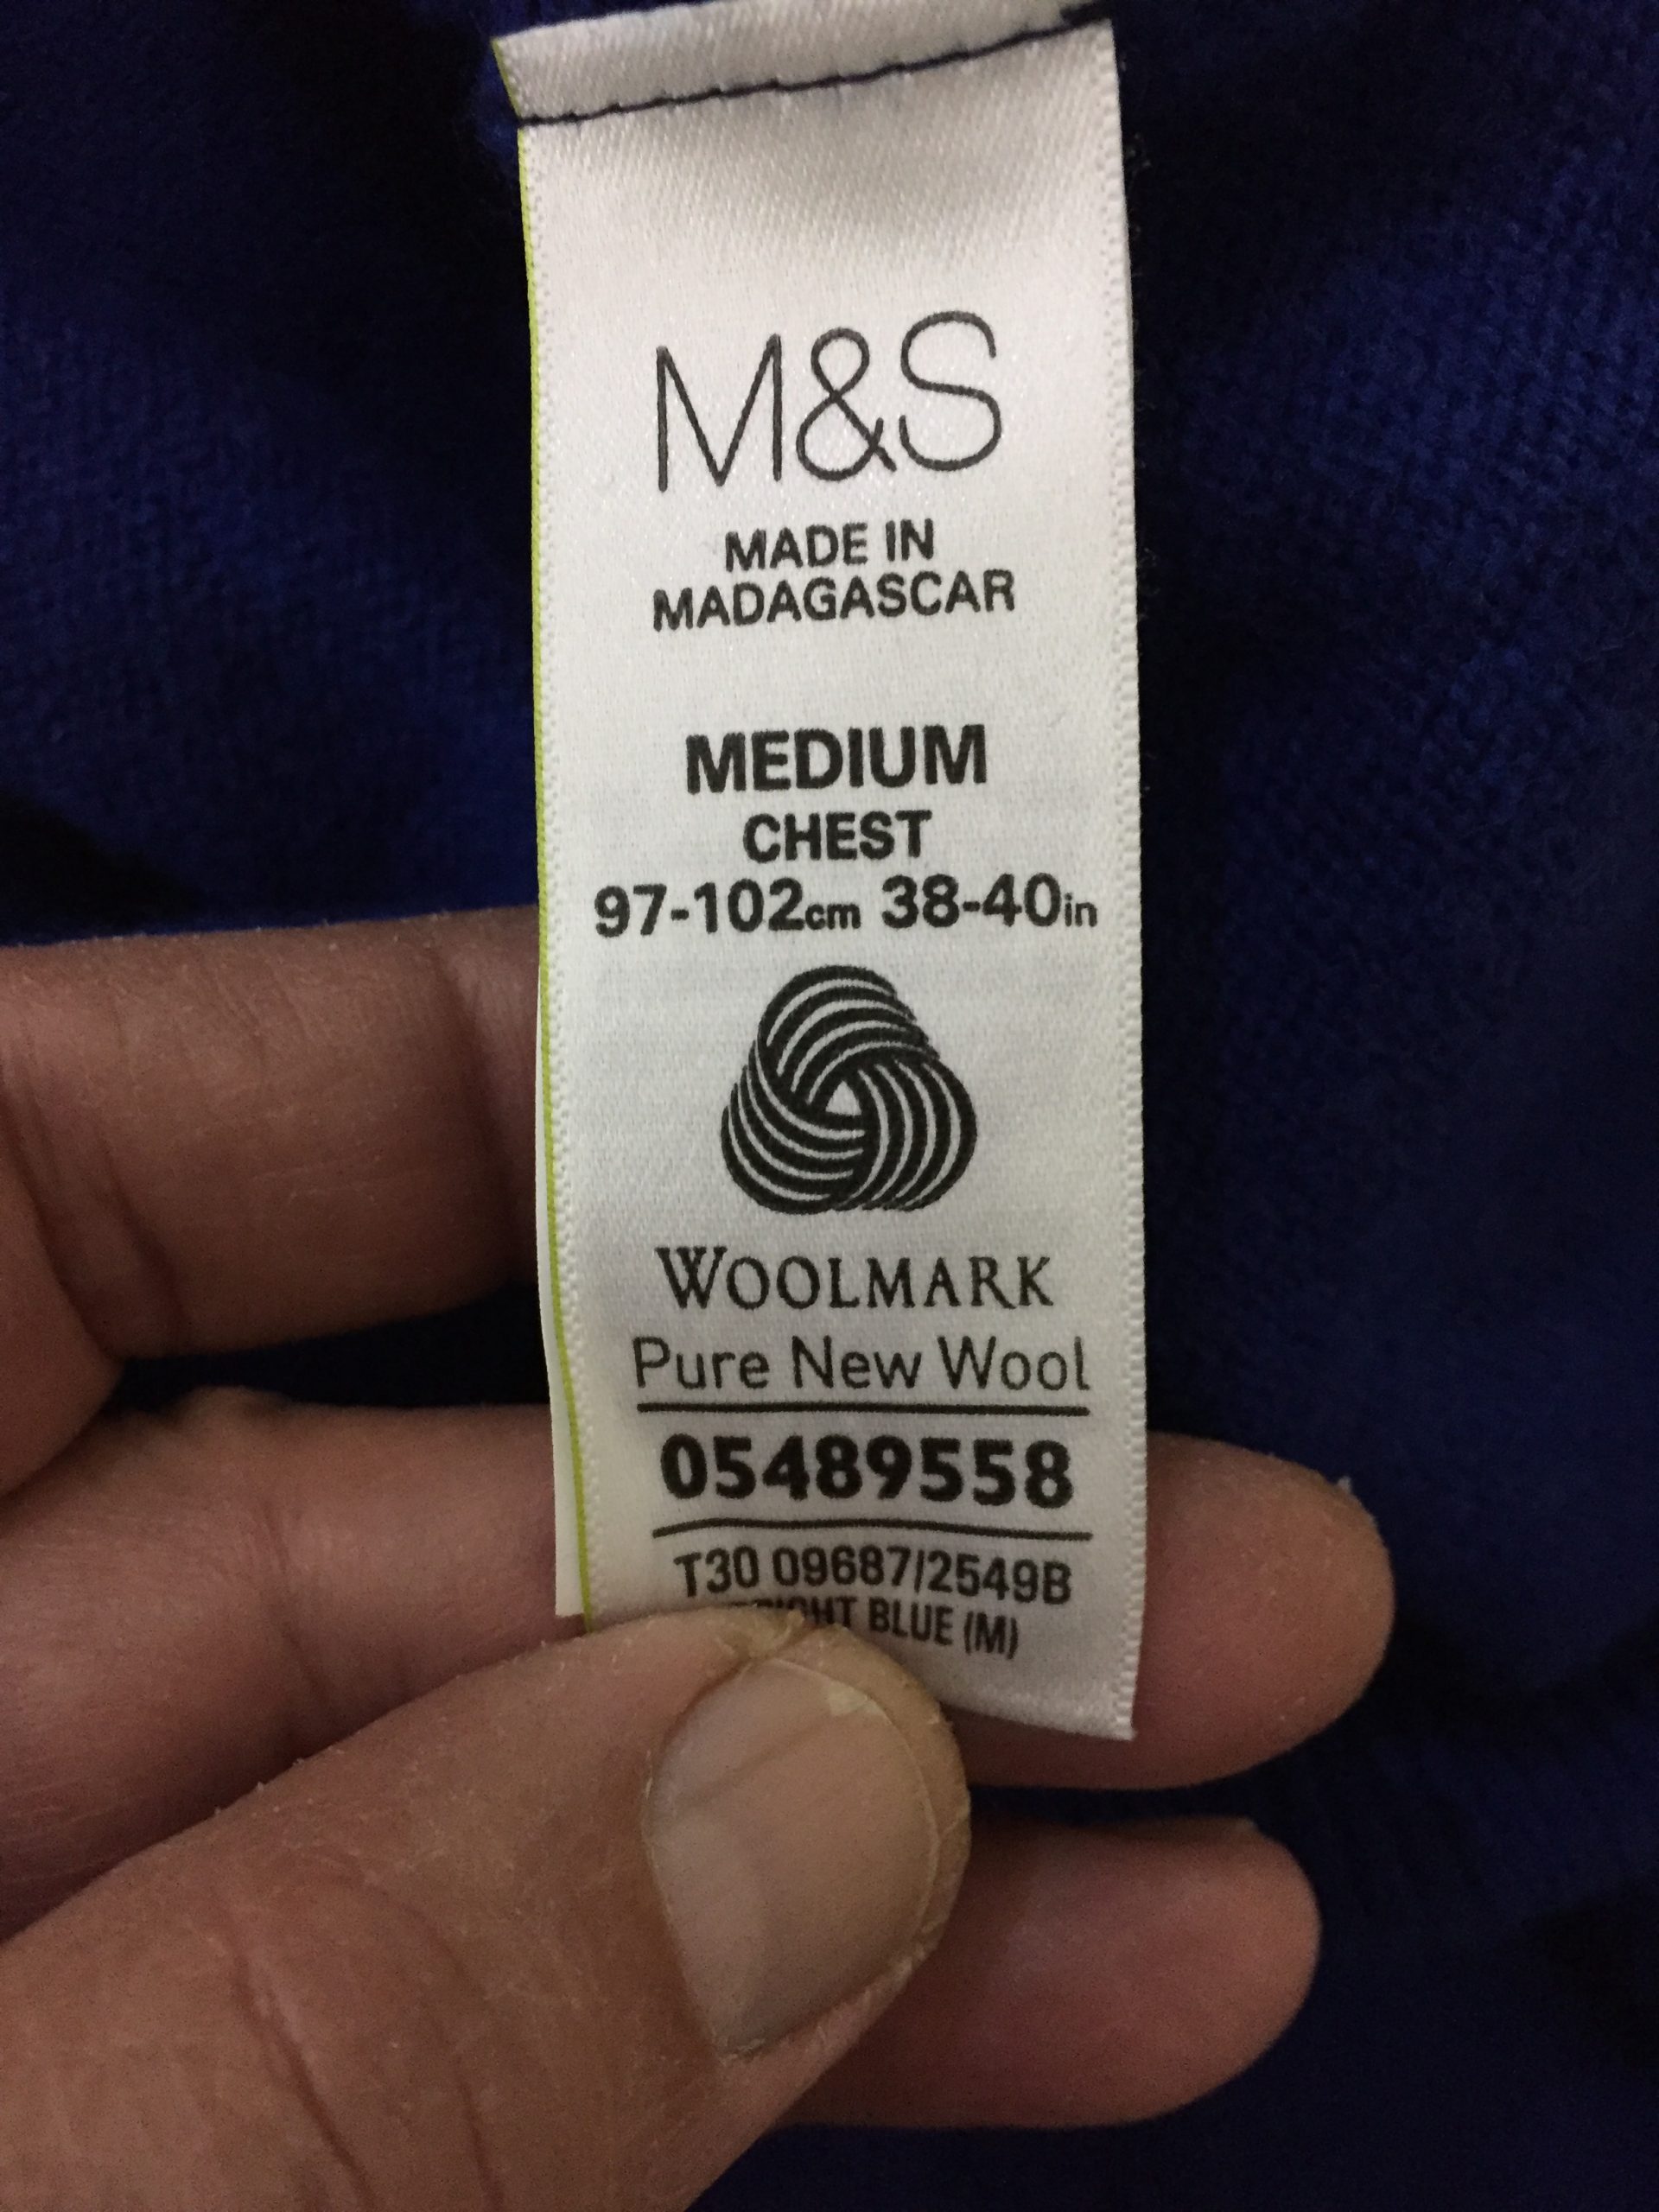 M&S
MADE IN
MADAGASCAR
MEDIUM
CHEST
97-102cm 38-40in
WOOLMARK
Pure New Wool
05489558
T30 09687/2549B
BLUE (M)